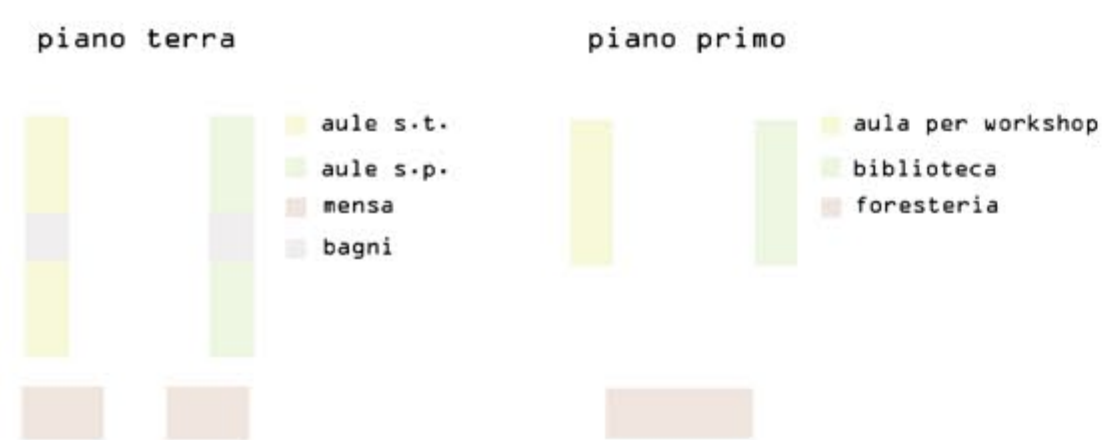 piano terra
aule s.t.
aule s.p.
mensa
bagni
piano primo
aula per workshop
biblioteca
foresteria